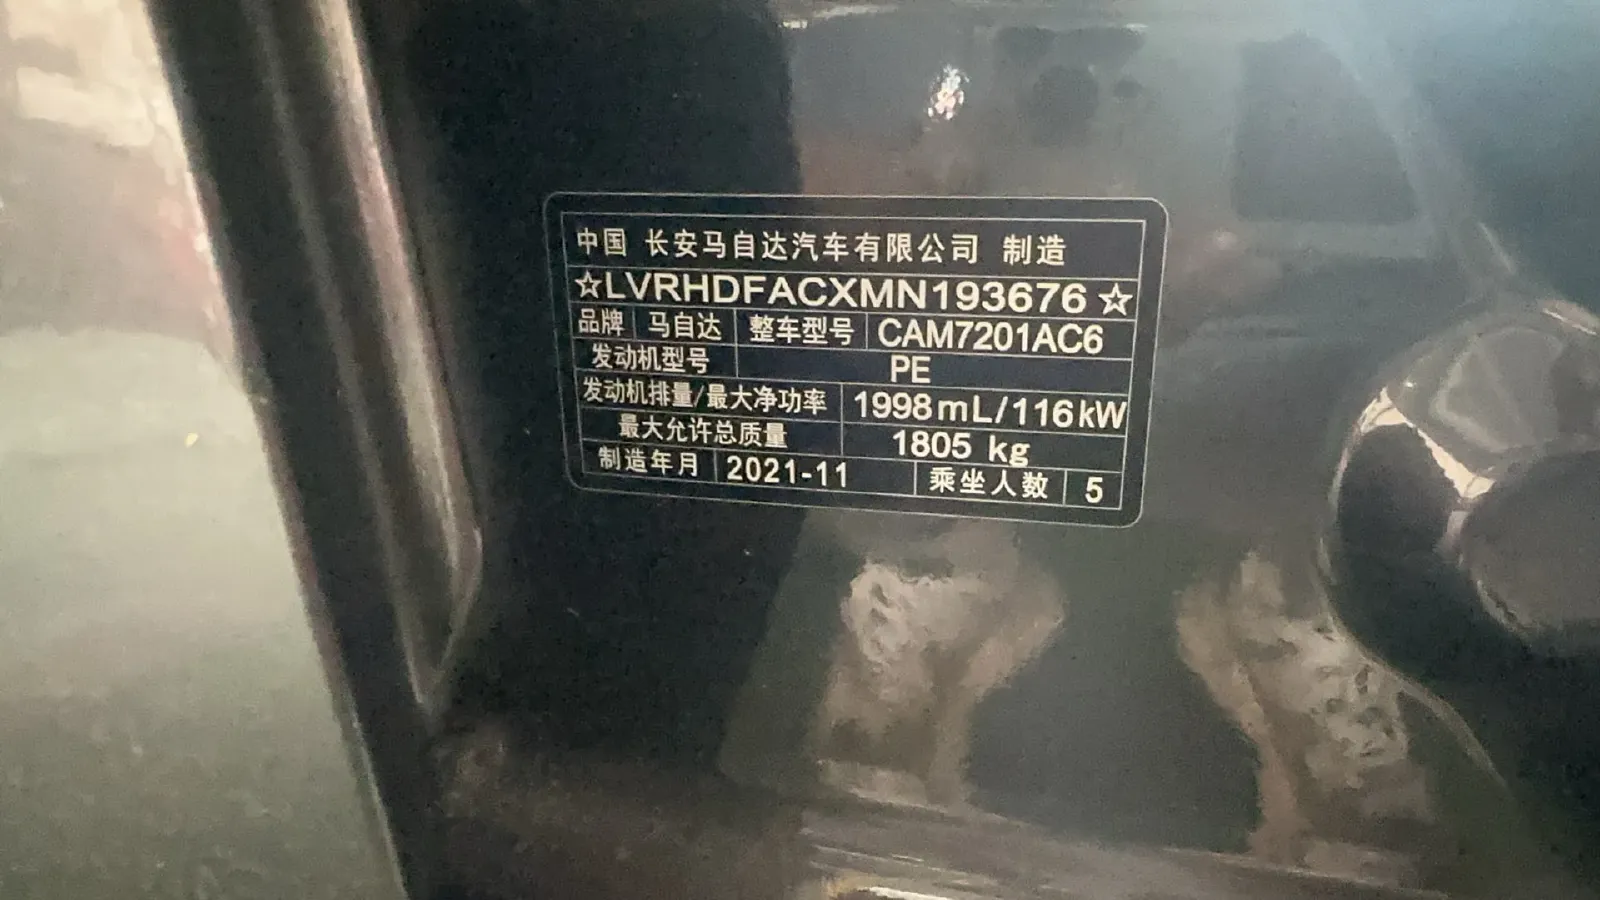 中国 长安马自达汽车有限公司 制造
☆LVRHDFACXMN193676☆
品牌 马自达 整车型号 CAM7201AC6
发动机型号 PE
发动机排量/最大净功率 1998mL/116kW
最大允许总质量 1805 kg
制造年月 2021-11 乘坐人数 5